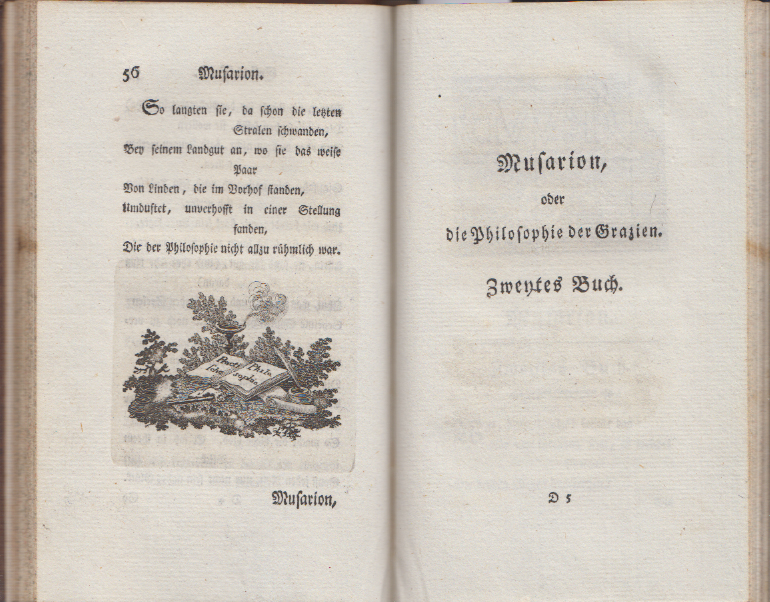 56 Muſarion.
So langten ſie, da ſchon die letzten
Stralen ſchwanden,
Bey ſeinem Landgut an, wo ſie das weiſe
Paar
Von Linden, die im Vorhof ſtanden,
Umduftet, unverhofft in einer Stellung
fanden,
Die der Philoſophie nicht allzu rühmlich war.
Muſarion,
Muſarion,
oder
die Philoſophie der Grazien.
Zweytes Buch.
D 5